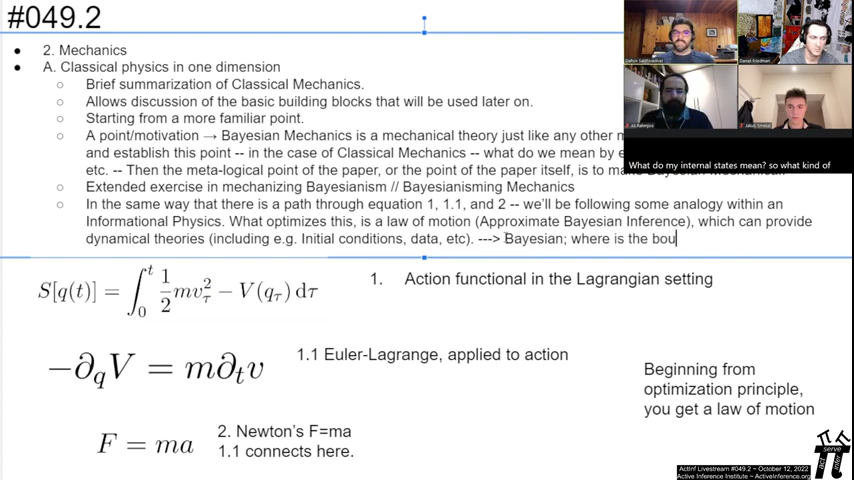 #049.2
2. Mechanics
A. Classical physics in one dimension
Brief summarization of Classical Mechanics.
Allows discussion of the basic building blocks that will be used later on.
Starting from a more familiar point.
A point/motivation → Bayesian Mechanics is a mechanical theory just like any other
and establish this point -- in the case of Classical Mechanics -- what do we mean by
etc. -- Then the meta-logical point of the paper, or the point of the paper itself, is to
Extended exercise in mechanizing Bayesianism // Bayesianisming Mechanics
In the same way that there is a path through equation 1, 1.1, and 2 -- we'll be following some analogy within an
Informational Physics. What optimizes this, is a law of motion (Approximate Bayesian Inference), which can provide
dynamical theories (including e.g. Initial conditions, data, etc). ---> Bayesian; where is the bou
What do my internal states mean? so what kind of
S[q(t)] = ∫₀ᵗ 1/2 mv²_τ − V(q_τ) dτ
1. Action functional in the Lagrangian setting
−∂_qV = m∂_tv
1.1 Euler-Lagrange, applied to action
F = ma
2. Newton's F=ma
1.1 connects here.
Beginning from
optimization principle,
you get a law of motion
ActInf Livestream #049.2 ~ October 12, 2022
Active Inference Institute ~ ActiveInference.org